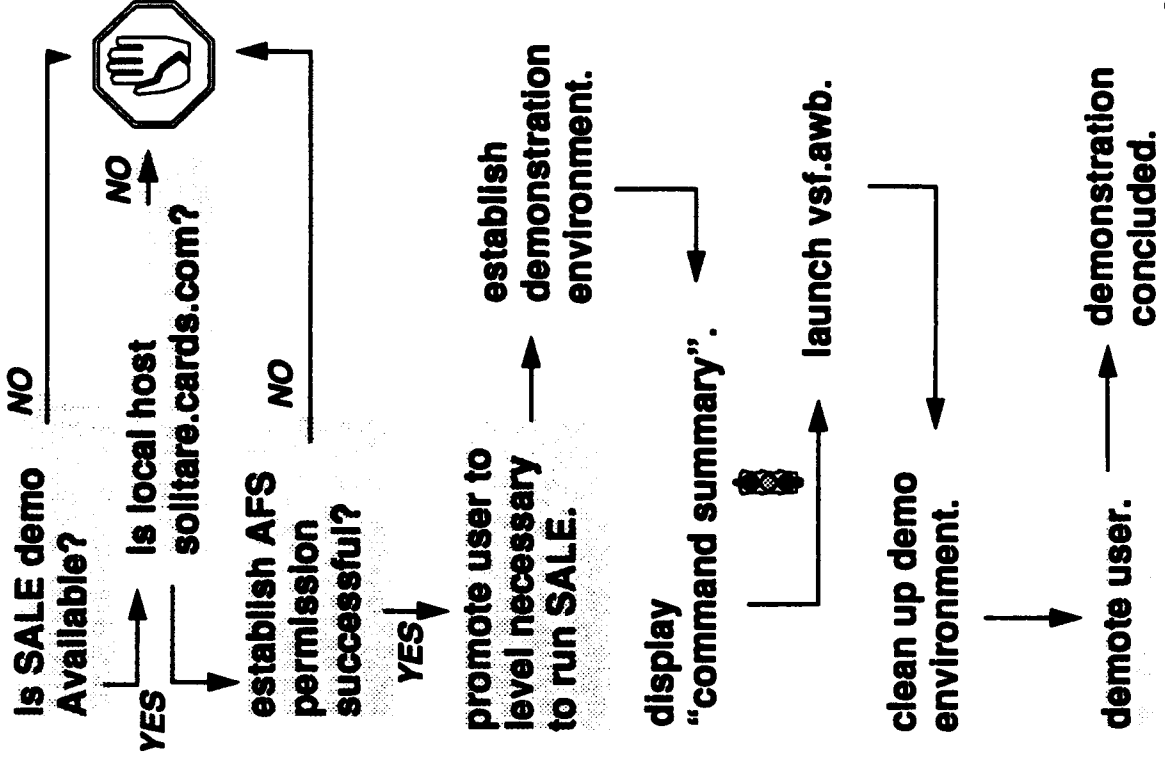 Is SALE demo
Available?
NO
YES
Is local host
solitare.cards.com?
NO
establish AFS
permission
successful?
NO
YES
promote user to
level necessary
to run SALE.
establish
demonstration
environment.
display
“command summary”.
launch vsf.awb.
clean up demo
environment.
demote user.
demonstration
concluded.